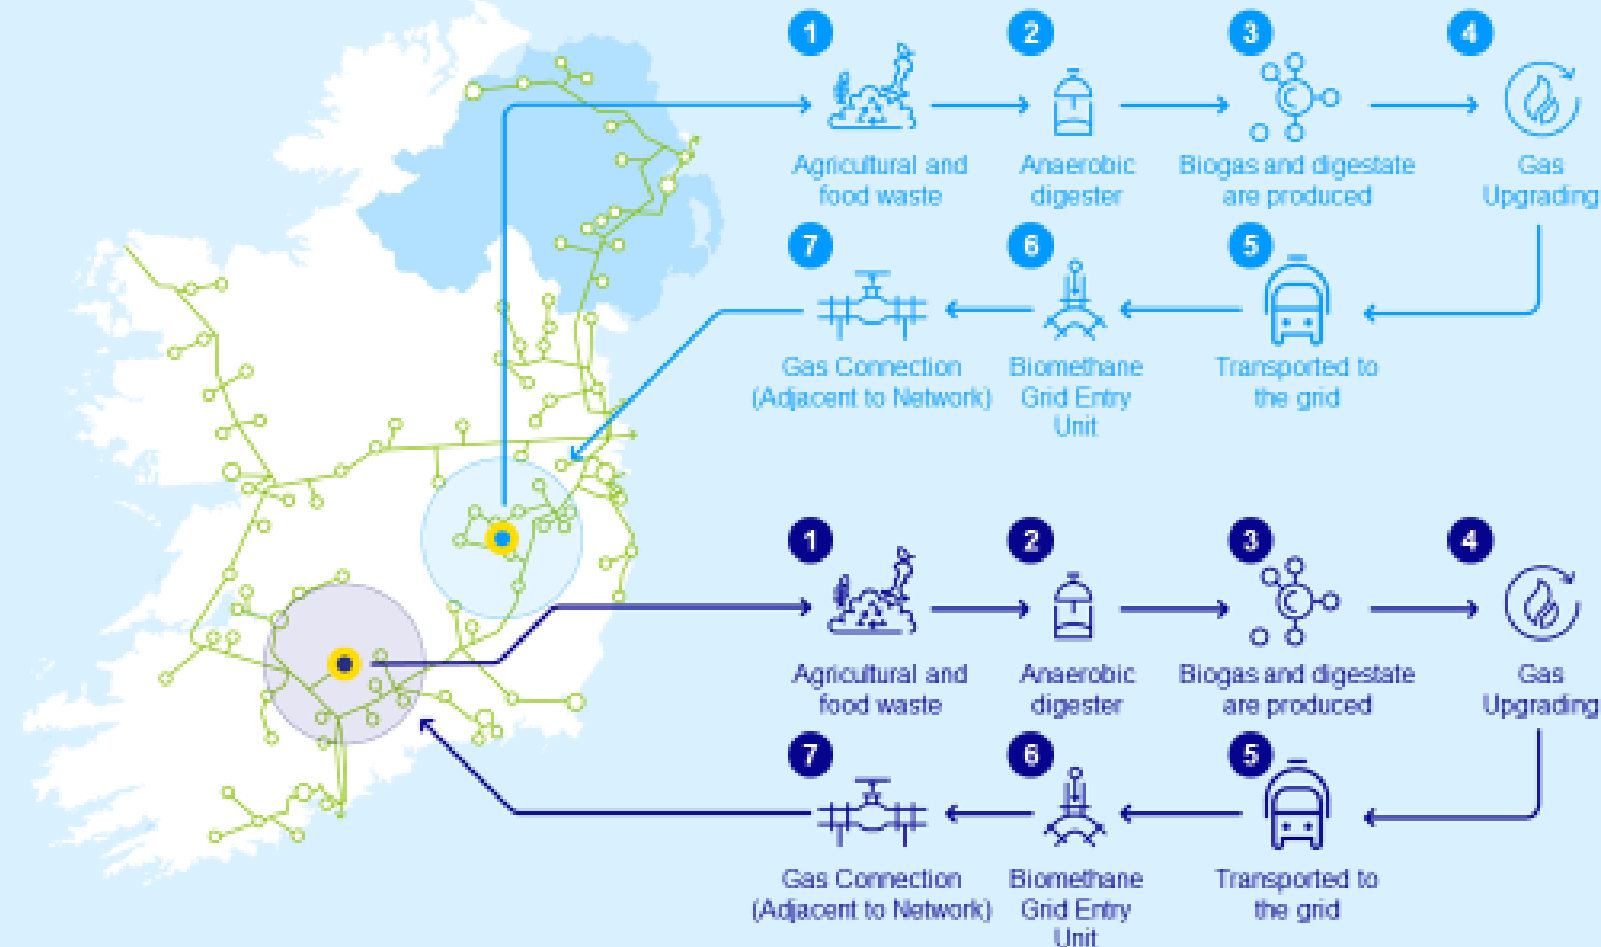 1
2
3
4
Agricultural and
food waste
Anaerobic
digester
Biogas and digestate
are produced
Gas
Upgrading
7
6
5
Gas Connection
(Adjacent to Network)
Biomethane
Grid Entry
Unit
Transported to
the grid
1
2
3
4
Agricultural and
food waste
Anaerobic
digester
Biogas and digestate
are produced
Gas
Upgrading
7
6
5
Gas Connection
(Adjacent to Network)
Biomethane
Grid Entry
Unit
Transported to
the grid